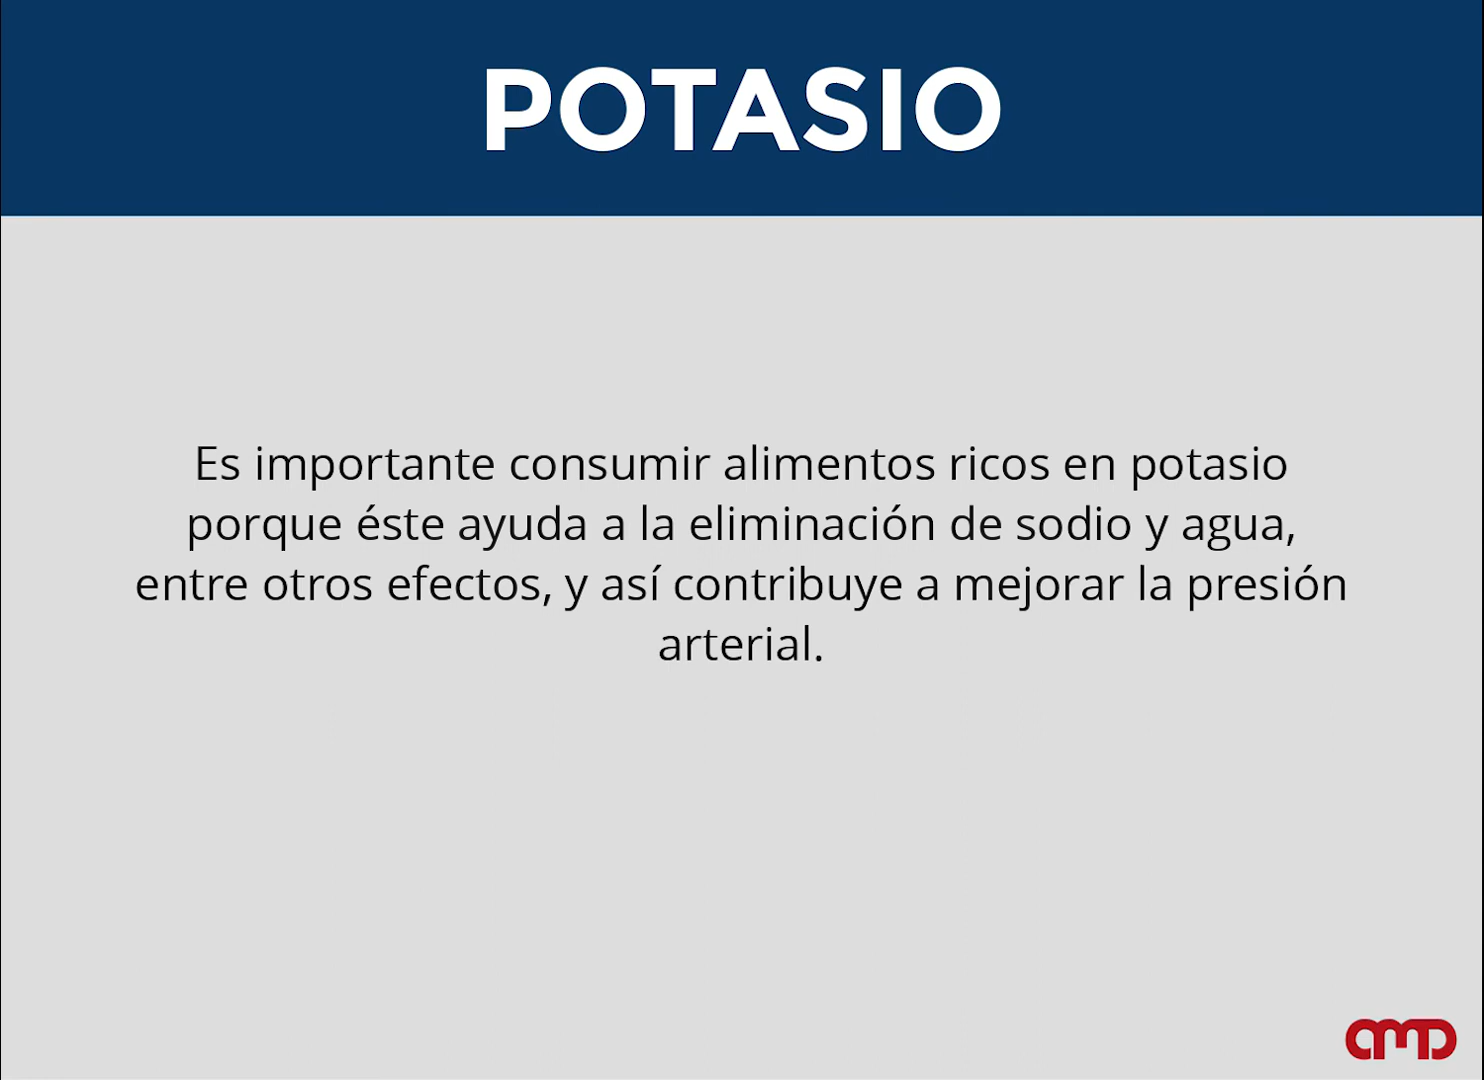 POTASIO
Es importante consumir alimentos ricos en potasio
porque éste ayuda a la eliminación de sodio y agua,
entre otros efectos, y así contribuye a mejorar la presión
arterial.
amp